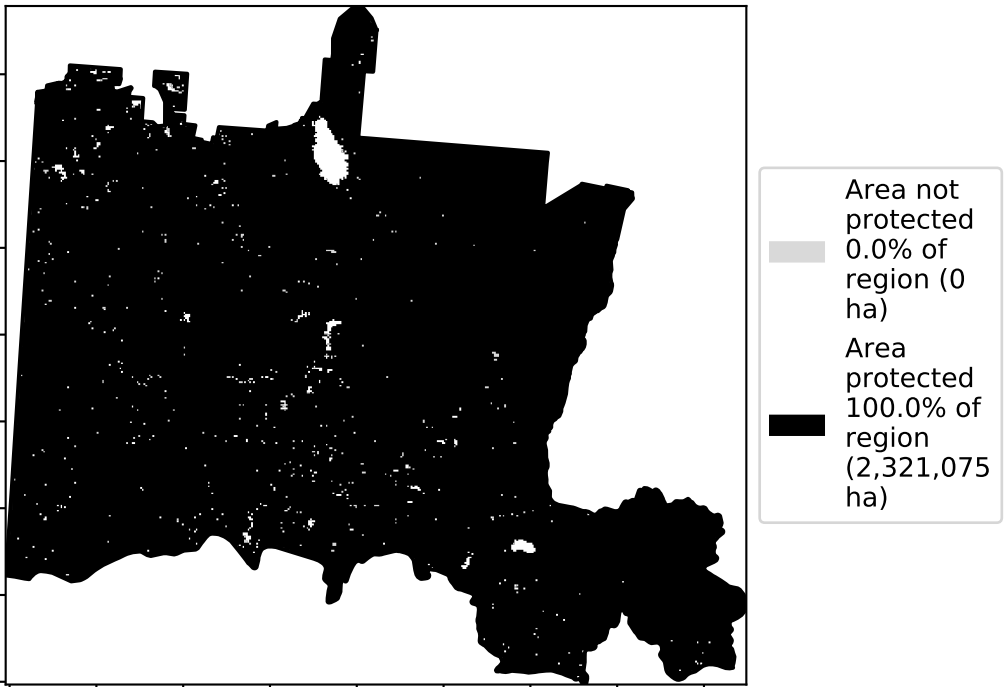 Area not
protected
0.0% of
region (0
ha)
Area
protected
100.0% of
region
(2,321,075
ha)